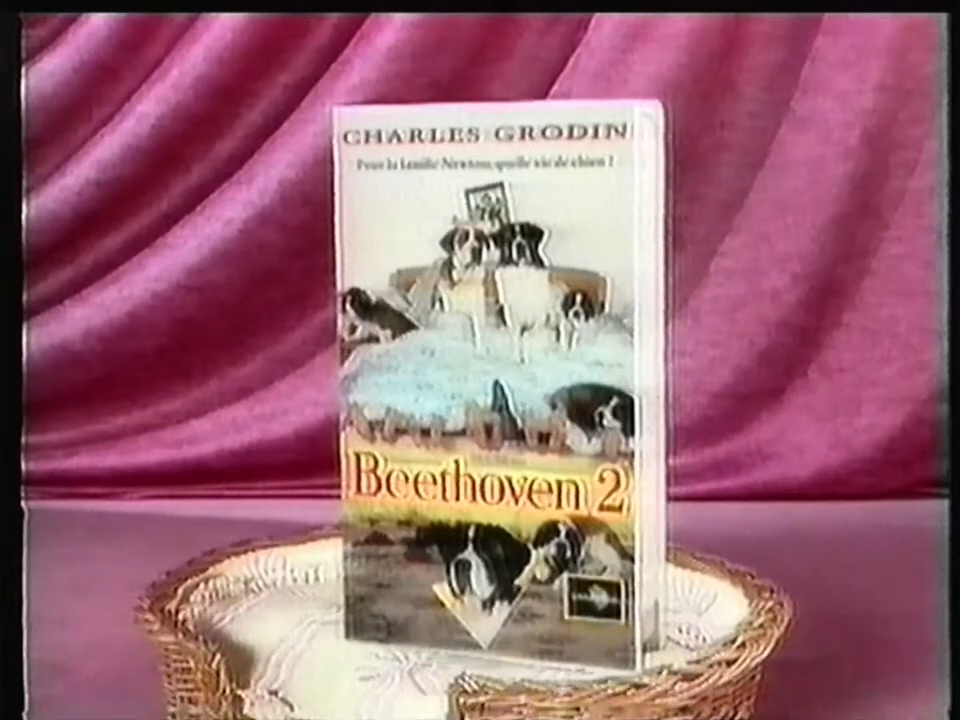 CHARLES GRODIN
Pour la famille Newton, quelle vie de chien !
Beethoven 2